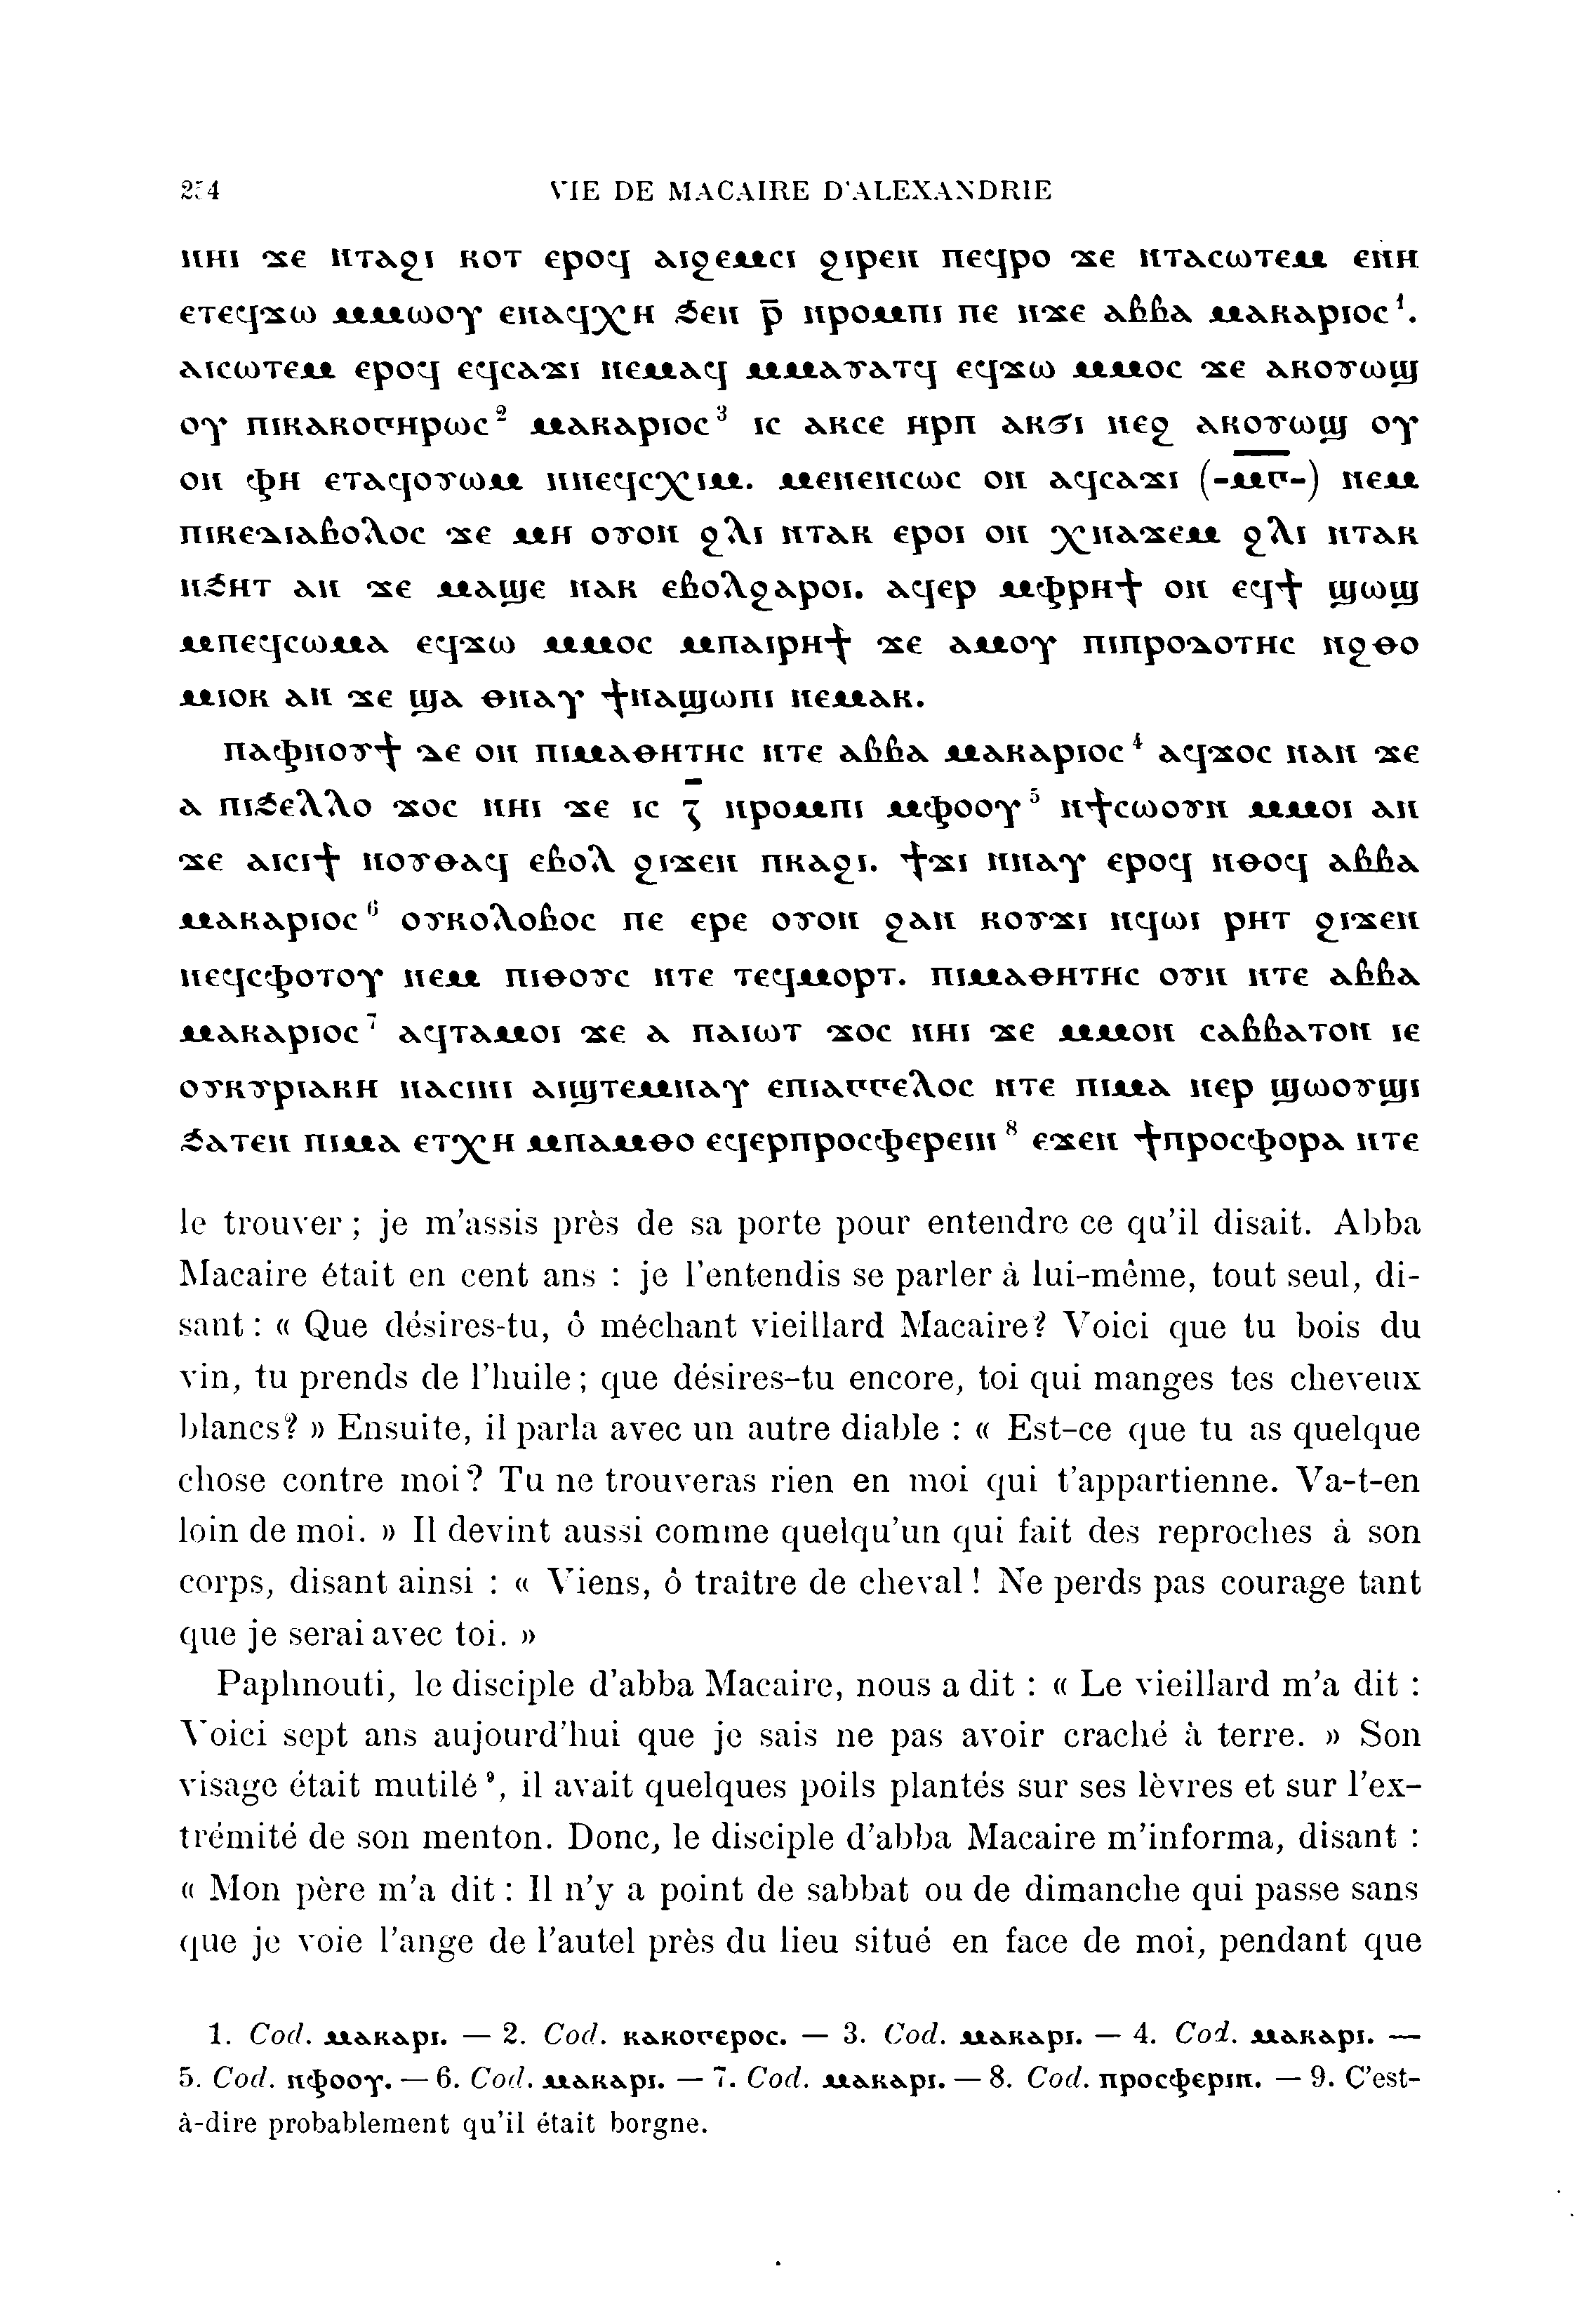 254 VIE DE MACAIRE D'ALEXANDRIE
ⲛⲏⲓ ϫⲉ ⲛⲧⲁϩⲓ ⲕⲟⲧ ⲉⲣⲟϥ ⲁⲓϩⲉⲙⲥⲓ ϩⲓⲣⲉⲛ ⲡⲉϥⲣⲟ ϫⲉ ⲛⲧⲁⲥⲱⲧⲉⲙ ⲉⲛⲏ
ⲉⲧⲉϥϫⲱ ⲙⲙⲱⲟⲩ ⲉⲛⲁϥⲭⲏ ϧⲉⲛ ⲣ̄ ⲛⲣⲟⲙⲡⲓ ⲡⲉ ⲛϫⲉ ⲁⲃⲃⲁ ⲙⲁⲕⲁⲣⲓⲟⲥ¹.
ⲁⲓⲥⲱⲧⲉⲙ ⲉⲣⲟϥ ⲉϥⲥⲁϫⲓ ⲛⲉⲙⲁϥ ⲙⲙⲁⲩⲁⲧϥ ⲉϥϫⲱ ⲙⲙⲟⲥ ϫⲉ ⲁⲕⲟⲩⲱϣ
ⲟⲩ ⲡⲓⲕⲁⲕⲟⲅⲏⲣⲱⲥ² ⲙⲁⲕⲁⲣⲓⲟⲥ³ ⲓⲥ ⲁⲕⲥⲉ ⲏⲣⲡ ⲁⲕϭⲓ ⲛⲉϩ ⲁⲕⲟⲩⲱϣ ⲟⲩ
ⲟⲛ ⲫⲏ ⲉⲧⲁϥⲟⲩⲱⲙ ⲛⲛⲉϥⲥⲭⲓⲙ. ⲙⲉⲛⲉⲛⲥⲱⲥ ⲟⲛ ⲁϥⲥⲁϫⲓ (-ⲙ̅ⲅ̅-) ⲛⲉⲙ
ⲡⲓⲕⲉⲇⲓⲁⲃⲟⲗⲟⲥ ϫⲉ ⲙⲏ ⲟⲩⲟⲛ ϩⲗⲓ ⲛⲧⲁⲕ ⲉⲣⲟⲓ ⲟⲛ ⲭⲛⲁϫⲉⲙ ϩⲗⲓ ⲛⲧⲁⲕ
ⲛϧⲏⲧ ⲁⲛ ϫⲉ ⲙⲁϣⲉ ⲛⲁⲕ ⲉⲃⲟⲗϩⲁⲣⲟⲓ. ⲁϥⲉⲣ ⲙⲫⲣⲏϯ ⲟⲛ ⲉϥϯ ϣⲱϣ
ⲙⲡⲉϥⲥⲱⲙⲁ ⲉϥϫⲱ ⲙⲙⲟⲥ ⲙⲡⲁⲓⲣⲏϯ ϫⲉ ⲁⲙⲟⲩ ⲡⲓⲡⲣⲟⲇⲟⲧⲏⲥ ⲛϩⲑⲟ
ⲙⲓⲟⲕ ⲁⲛ ϫⲉ ϣⲁ ⲑⲛⲁⲩ ϯⲛⲁϣⲱⲡⲓ ⲛⲉⲙⲁⲕ.
ⲡⲁⲫⲛⲟⲩϯ ⲇⲉ ⲟⲛ ⲡⲓⲙⲁⲑⲏⲧⲏⲥ ⲛⲧⲉ ⲁⲃⲃⲁ ⲙⲁⲕⲁⲣⲓⲟⲥ⁴ ⲁϥϫⲟⲥ ⲛⲁⲛ ϫⲉ
ⲁ ⲡⲓϧⲉⲗⲗⲟ ϫⲟⲥ ⲛⲏⲓ ϫⲉ ⲓⲥ ⲍ̄ ⲛⲣⲟⲙⲡⲓ ⲙⲫⲟⲟⲩ⁵ ⲛϯⲥⲱⲟⲩⲛ ⲙⲙⲟⲓ ⲁⲛ
ϫⲉ ⲁⲓⲥⲓϯ ⲛⲟⲩⲑⲁϥ ⲉⲃⲟⲗ ϩⲓϫⲉⲛ ⲡⲕⲁϩⲓ. ϯϫⲓ ⲛⲛⲁⲩ ⲉⲣⲟϥ ⲛⲑⲟϥ ⲁⲃⲃⲁ
ⲙⲁⲕⲁⲣⲓⲟⲥ⁶ ⲟⲩⲕⲟⲗⲟⲃⲟⲥ ⲡⲉ ⲉⲣⲉ ⲟⲩⲟⲛ ϩⲁⲛ ⲕⲟⲩϫⲓ ⲛϥⲱⲓ ⲣⲏⲧ ϩⲓϫⲉⲛ
ⲛⲉϥⲥⲫⲟⲧⲟⲩ ⲛⲉⲙ ⲡⲓⲑⲟⲩⲥ ⲛⲧⲉ ⲧⲉϥⲙⲟⲣⲧ. ⲡⲓⲙⲁⲑⲏⲧⲏⲥ ⲟⲩⲛ ⲛⲧⲉ ⲁⲃⲃⲁ
ⲙⲁⲕⲁⲣⲓⲟⲥ⁷ ⲁϥⲧⲁⲙⲟⲓ ϫⲉ ⲁ ⲡⲁⲓⲱⲧ ϫⲟⲥ ⲛⲏⲓ ϫⲉ ⲙⲙⲟⲛ ⲥⲁⲃⲃⲁⲧⲟⲛ ⲓⲉ
ⲟⲩⲕⲩⲣⲓⲁⲕⲏ ⲛⲁⲥⲓⲛⲓ ⲁⲓϣⲧⲉⲙⲛⲁⲩ ⲉⲡⲓⲁⲅⲅⲉⲗⲟⲥ ⲛⲧⲉ ⲡⲓⲙⲁ ⲛⲉⲣ ϣⲱⲟⲩϣⲓ
ϧⲁⲧⲉⲛ ⲡⲓⲙⲁ ⲉⲧⲭⲏ ⲙⲡⲁⲙⲑⲟ ⲉϥⲉⲣⲡⲣⲟⲥⲫⲉⲣⲉⲓⲛ⁸ ⲉϫⲉⲛ ϯⲡⲣⲟⲥⲫⲟⲣⲁ ⲛⲧⲉ
le trouver ; je m'assis près de sa porte pour entendre ce qu'il disait. Abba
Macaire était en cent ans : je l'entendis se parler à lui-même, tout seul, di-
sant : « Que désires-tu, ô méchant vieillard Macaire? Voici que tu bois du
vin, tu prends de l'huile ; que désires-tu encore, toi qui manges tes cheveux
blancs? » Ensuite, il parla avec un autre diable : « Est-ce que tu as quelque
chose contre moi? Tu ne trouveras rien en moi qui t'appartienne. Va-t-en
loin de moi. » Il devint aussi comme quelqu'un qui fait des reproches à son
corps, disant ainsi : « Viens, ô traître de cheval ! Ne perds pas courage tant
que je serai avec toi. »
Paphnouti, le disciple d'abba Macaire, nous a dit : « Le vieillard m'a dit :
Voici sept ans aujourd'hui que je sais ne pas avoir craché à terre. » Son
visage était mutilé⁹, il avait quelques poils plantés sur ses lèvres et sur l'ex-
trémité de son menton. Donc, le disciple d'abba Macaire m'informa, disant :
« Mon père m'a dit : Il n'y a point de sabbat ou de dimanche qui passe sans
que je voie l'ange de l'autel près du lieu situé en face de moi, pendant que
1. Cod. ⲙⲁⲕⲁⲣⲓ. — 2. Cod. ⲕⲁⲕⲟⲅⲉⲣⲟⲥ. — 3. Cod. ⲙⲁⲕⲁⲣⲓ. — 4. Cod. ⲙⲁⲕⲁⲣⲓ. —
5. Cod. ⲛⲫⲟⲟⲩ. — 6. Cod. ⲙⲁⲕⲁⲣⲓ. — 7. Cod. ⲙⲁⲕⲁⲣⲓ. — 8. Cod. ⲡⲣⲟⲥⲫⲉⲣⲓⲛ. — 9. C'est-
à-dire probablement qu'il était borgne.